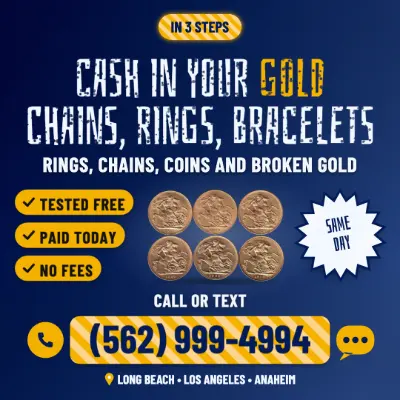 IN 3 STEPS
CASH IN YOUR GOLD
CHAINS, RINGS, BRACELETS
RINGS, CHAINS, COINS AND BROKEN GOLD
TESTED FREE
PAID TODAY
NO FEES
SAME
DAY
CALL OR TEXT
(562) 999-4994
LONG BEACH • LOS ANGELES • ANAHEIM